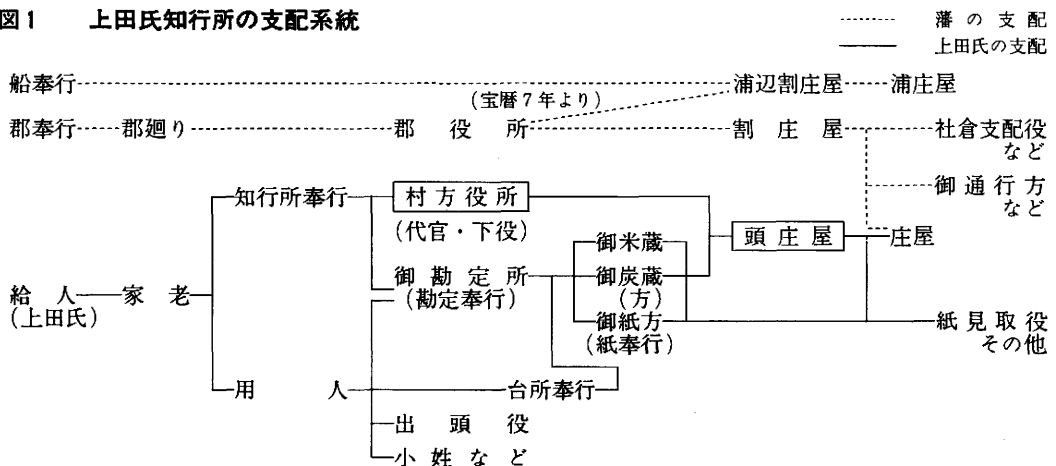 図1　上田氏知行所の支配系統
藩の支配
上田氏の支配
船奉行　浦辺割庄屋　浦庄屋
(宝暦7年より)
郡奉行　郡廻り　郡役所　割庄屋　社倉支配役
など
御通行方
など
知行所奉行　村方役所
(代官・下役)
頭庄屋　庄屋
御米蔵
御勘定所　御炭蔵
(勘定奉行)　(方)
給人　家老
(上田氏)
御紙方　紙見取役
(紙奉行)　その他
用人　台所奉行
出頭役
小姓など